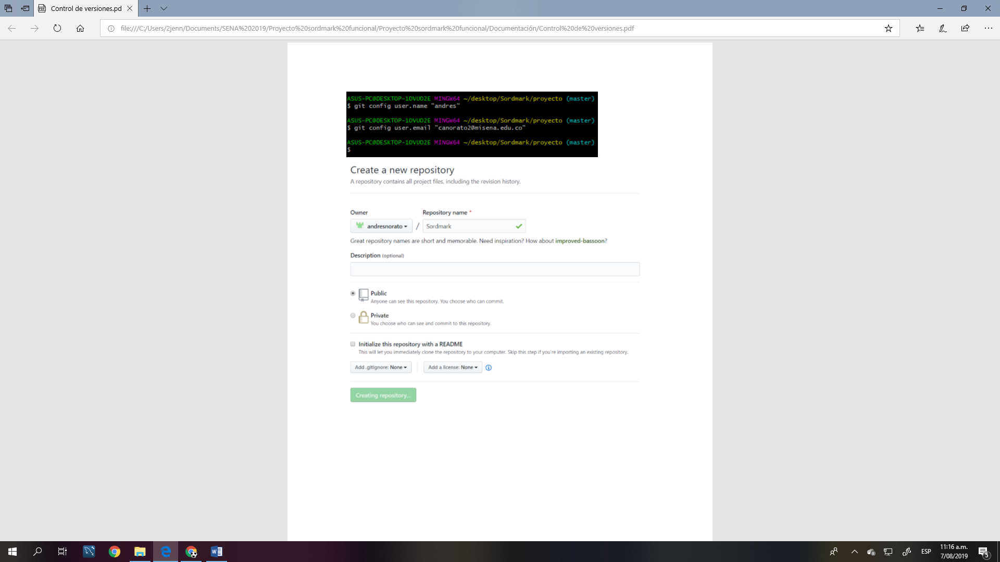 Control de versiones.pd
file:///C:/Users/2jenn/Documents/SENA%202019/Proyecto%20sordmark%20funcional/Proyecto%20sordmark%20funcional/Documentación/Control%20de%20versiones.pdf
ASUS-PC@DESKTOP-1OVUO2E MINGW64 ~/desktop/Sordmark/proyecto (master)
$ git config user.name "andres"
ASUS-PC@DESKTOP-1OVUO2E MINGW64 ~/desktop/Sordmark/proyecto (master)
$ git config user.email "canorato2@misena.edu.co"
ASUS-PC@DESKTOP-1OVUO2E MINGW64 ~/desktop/Sordmark/proyecto (master)
$
Create a new repository
A repository contains all project files, including the revision history.
Owner Repository name *
andresnorato / Sordmark
Great repository names are short and memorable. Need inspiration? How about improved-bassoon?
Description (optional)
Public
Anyone can see this repository. You choose who can commit.
Private
You choose who can see and commit to this repository.
Initialize this repository with a README
This will let you immediately clone the repository to your computer. Skip this step if you're importing an existing repository.
Add .gitignore: None Add a license: None
Creating repository...
ESP
11:16 a.m.
7/08/2019
5